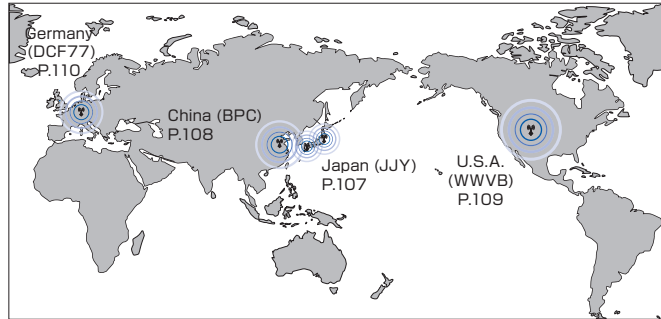 Germany
(DCF77)
P.110
China (BPC)
P.108
Japan (JJY)
P.107
U.S.A.
(WWVB)
P.109